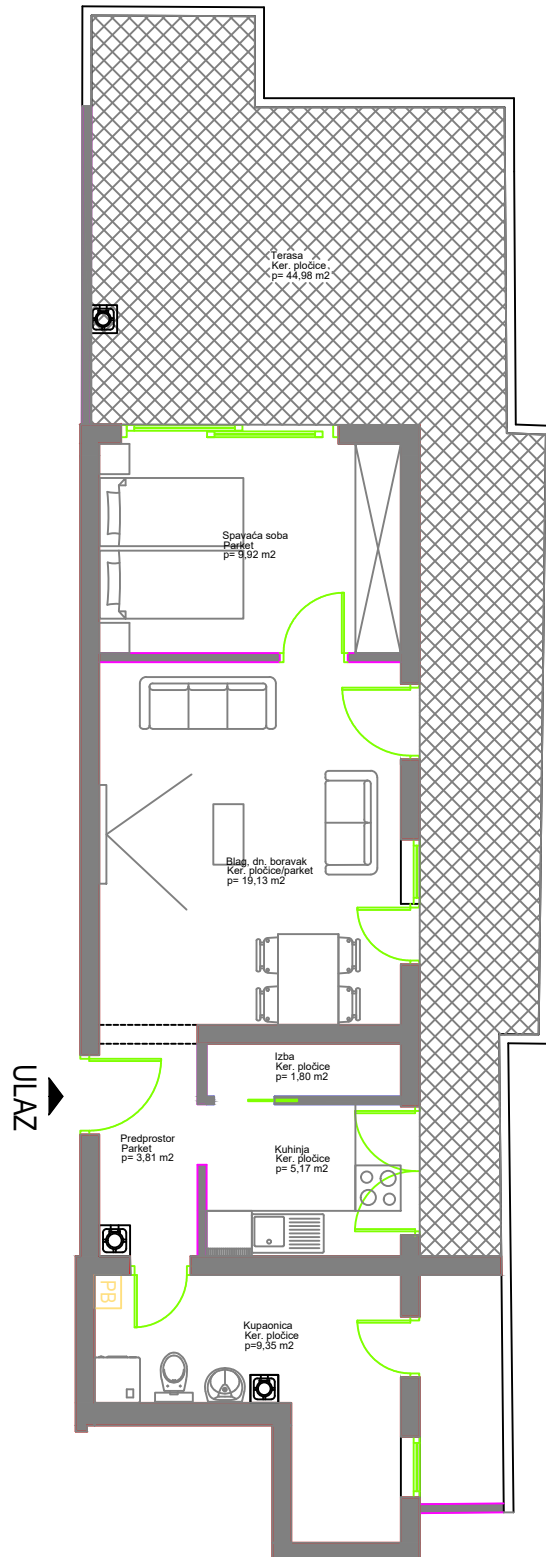 Terasa
Ker. pločice
p= 44,98 m2
Spavaća soba
Parket
p= 9,92 m2
Blag, dn. boravak
Ker. pločice/parket
p= 19,13 m2
Izba
Ker. pločice
p= 1,80 m2
ULAZ
Predprostor
Parket
p= 3,81 m2
Kuhinja
Ker. pločice
p= 5,17 m2
PB
Kupaonica
Ker. pločice
p=9,35 m2